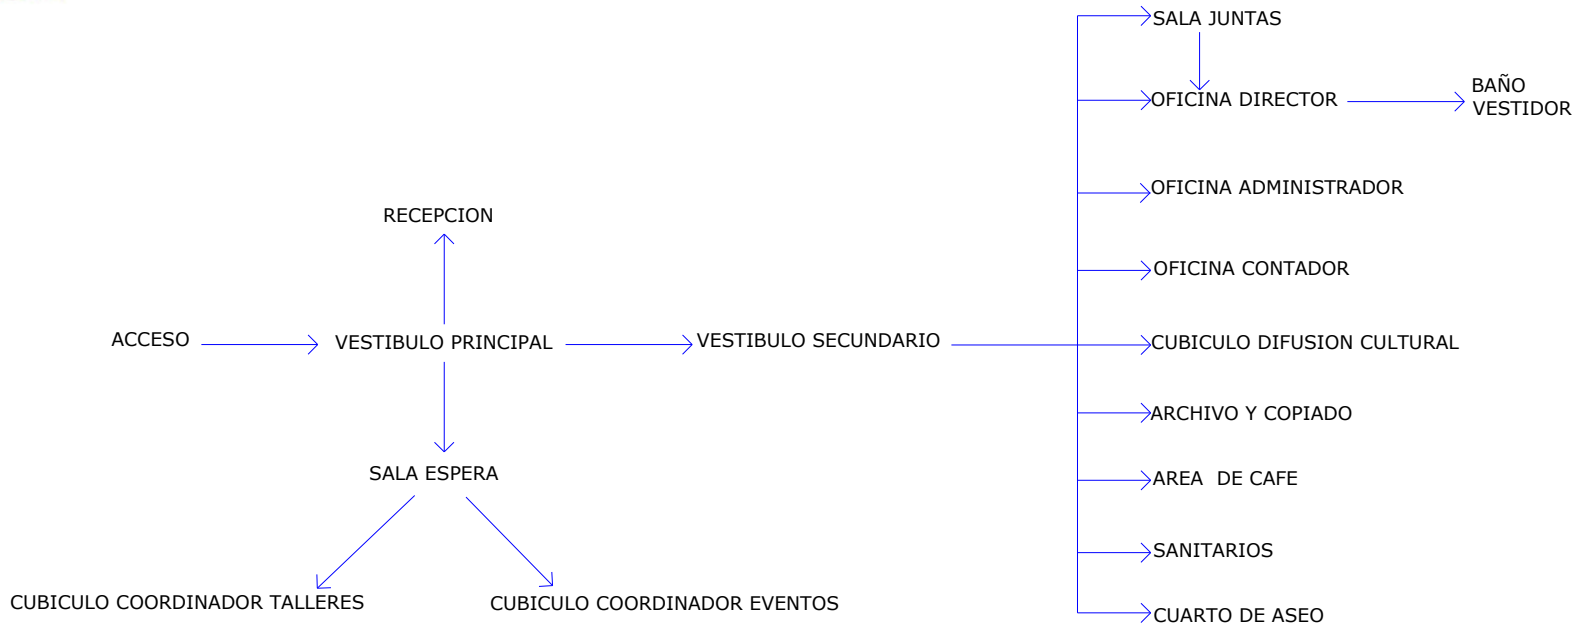 SALA JUNTAS
OFICINA DIRECTOR
BAÑO
VESTIDOR
OFICINA ADMINISTRADOR
RECEPCION
OFICINA CONTADOR
ACCESO
VESTIBULO PRINCIPAL
VESTIBULO SECUNDARIO
CUBICULO DIFUSION CULTURAL
ARCHIVO Y COPIADO
SALA ESPERA
AREA DE CAFE
SANITARIOS
CUBICULO COORDINADOR TALLERES
CUBICULO COORDINADOR EVENTOS
CUARTO DE ASEO